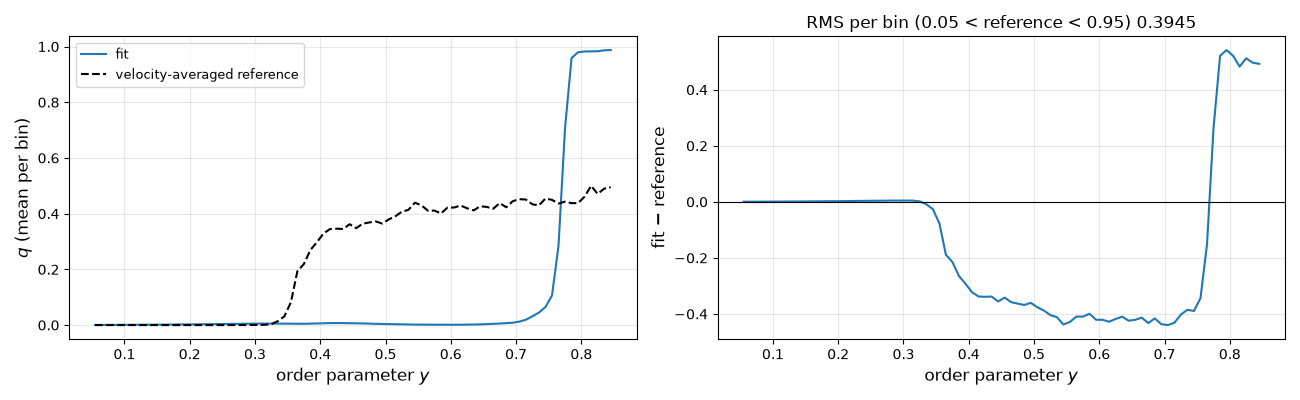 fit
velocity-averaged reference
q (mean per bin)
1.0
0.8
0.6
0.4
0.2
0.0
0.1 0.2 0.3 0.4 0.5 0.6 0.7 0.8
order parameter y
RMS per bin (0.05 < reference < 0.95) 0.3945
fit − reference
0.4
0.2
0.0
−0.2
−0.4
0.1 0.2 0.3 0.4 0.5 0.6 0.7 0.8
order parameter y